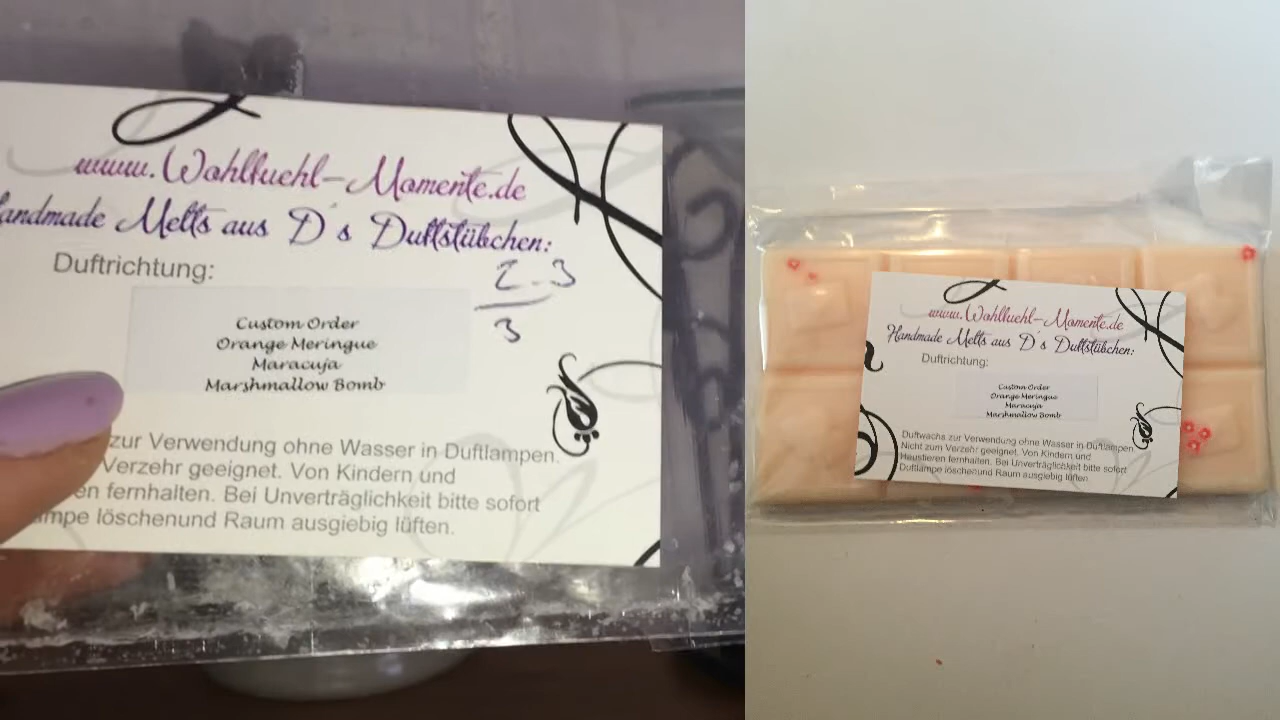 www.Wohlfuehl-Momente.de
Handmade Melts aus D´s Duftstübchen:
Duftrichtung:
2-3
3
Custom Order
Orange Meringue
Maracuja
Marshmallow Bomb
zur Verwendung ohne Wasser in Duftlampen.
Verzehr geeignet. Von Kindern und
en fernhalten. Bei Unverträglichkeit bitte sofort
ampe löschenund Raum ausgiebig lüften.
www.Wohlfuehl-Momente.de
Handmade Melts aus D´s Duftstübchen:
Duftrichtung:
Custom Order
Orange Meringue
Maracuja
Marshmallow Bomb
Duftwachs zur Verwendung ohne Wasser in Duftlampen.
Nicht zum Verzehr geeignet. Von Kindern und
Haustieren fernhalten. Bei Unverträglichkeit bitte sofort
Duftlampe löschenund Raum ausgiebig lüften.